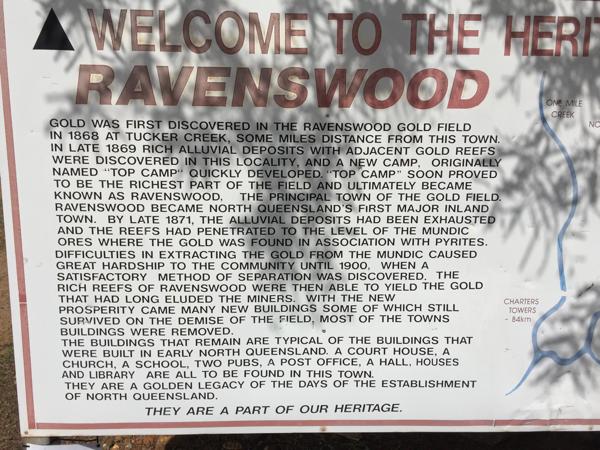 WELCOME TO THE HERIT
RAVENSWOOD
GOLD WAS FIRST DISCOVERED IN THE RAVENSWOOD GOLD FIELD
IN 1868 AT TUCKER CREEK, SOME MILES DISTANCE FROM THIS TOWN.
IN LATE 1869 RICH ALLUVIAL DEPOSITS WITH ADJACENT GOLD REEFS
WERE DISCOVERED IN THIS LOCALITY, AND A NEW CAMP, ORIGINALLY
NAMED "TOP CAMP" QUICKLY DEVELOPED. "TOP CAMP" SOON PROVED
TO BE THE RICHEST PART OF THE FIELD AND ULTIMATELY BECAME
KNOWN AS RAVENSWOOD. THE PRINCIPAL TOWN OF THE GOLD FIELD.
RAVENSWOOD BECAME NORTH QUEENSLAND'S FIRST MAJOR INLAND
TOWN. BY LATE 1871, THE ALLUVIAL DEPOSITS HAD BEEN EXHAUSTED
AND THE REEFS HAD PENETRATED TO THE LEVEL OF THE MUNDIC
ORES WHERE THE GOLD WAS FOUND IN ASSOCIATION WITH PYRITES.
DIFFICULTIES IN EXTRACTING THE GOLD FROM THE MUNDIC CAUSED
GREAT HARDSHIP TO THE COMMUNITY UNTIL 1900, WHEN A
SATISFACTORY METHOD OF SEPARATION WAS DISCOVERED. THE
RICH REEFS OF RAVENSWOOD WERE THEN ABLE TO YIELD THE GOLD
THAT HAD LONG ELUDED THE MINERS. WITH THE NEW
PROSPERITY CAME MANY NEW BUILDINGS SOME OF WHICH STILL
SURVIVED ON THE DEMISE OF THE FIELD, MOST OF THE TOWNS
BUILDINGS WERE REMOVED.
THE BUILDINGS THAT REMAIN ARE TYPICAL OF THE BUILDINGS THAT
WERE BUILT IN EARLY NORTH QUEENSLAND. A COURT HOUSE, A
CHURCH, A SCHOOL, TWO PUBS, A POST OFFICE, A HALL, HOUSES
AND LIBRARY ARE ALL TO BE FOUND IN THIS TOWN.
THEY ARE A GOLDEN LEGACY OF THE DAYS OF THE ESTABLISHMENT
OF NORTH QUEENSLAND.
THEY ARE A PART OF OUR HERITAGE.
ONE MILE
CREEK
NO
CHARTERS
TOWERS
- 84km